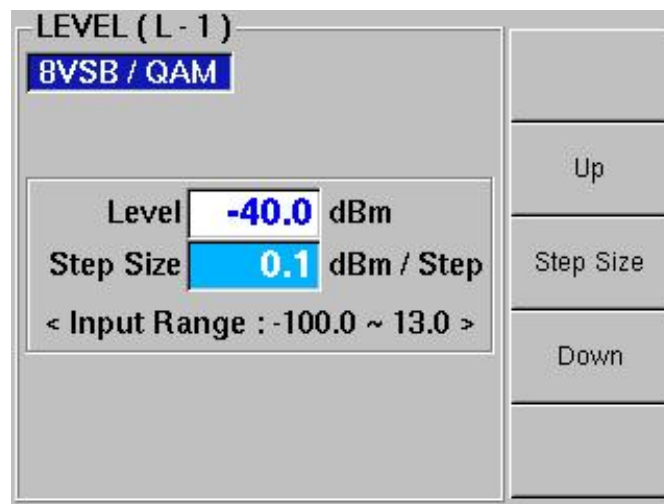 LEVEL ( L - 1 )
8VSB / QAM
Up
Level -40.0 dBm
Step Size 0.1 dBm / Step
Step Size
< Input Range : -100.0 ~ 13.0 >
Down